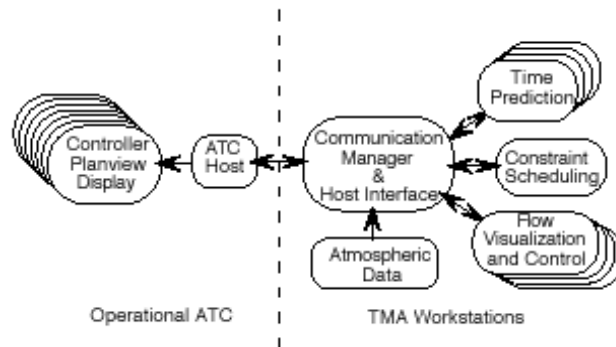 Time
Prediction
Controller
Planview
Display
ATC
Host
Communication
Manager
&
Host Interface
Constraint
Scheduling
Flow
Visualization
and Control
Atmospheric
Data
Operational ATC
TMA Workstations